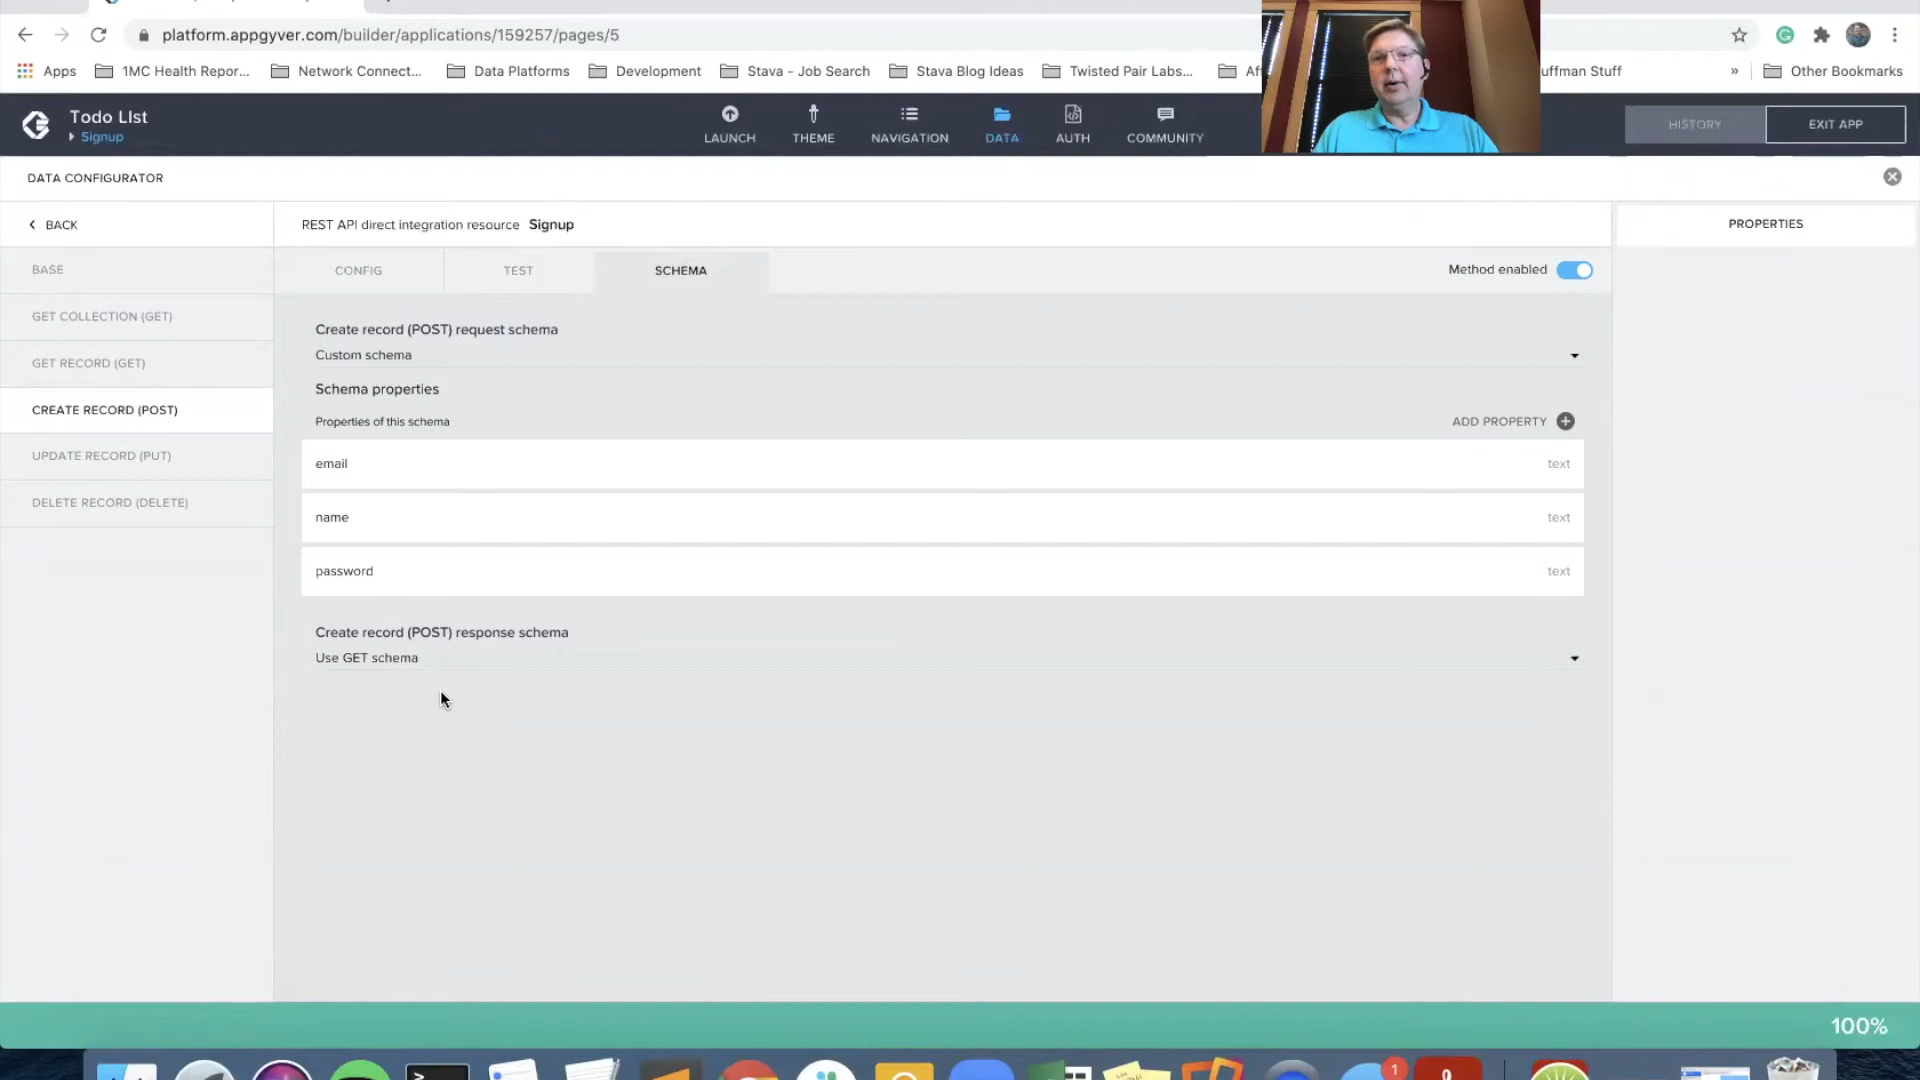 platform.appgyver.com/builder/applications/159257/pages/5
Apps
1MC Health Repor...
Network Connect...
Data Platforms
Development
Stava - Job Search
Stava Blog Ideas
Twisted Pair Labs...
uffman Stuff
»
Other Bookmarks
Todo LIst
Signup
LAUNCH
THEME
NAVIGATION
DATA
AUTH
COMMUNITY
HISTORY
EXIT APP
DATA CONFIGURATOR
BACK
REST API direct integration resource Signup
PROPERTIES
BASE
CONFIG
TEST
SCHEMA
Method enabled
GET COLLECTION (GET)
GET RECORD (GET)
CREATE RECORD (POST)
UPDATE RECORD (PUT)
DELETE RECORD (DELETE)
Create record (POST) request schema
Custom schema
Schema properties
Properties of this schema
ADD PROPERTY
email
text
name
text
password
text
Create record (POST) response schema
Use GET schema
100%
1